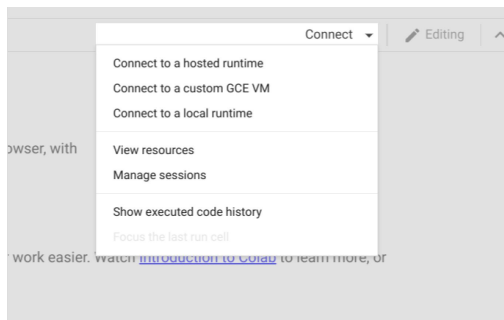 Connect
Editing
Connect to a hosted runtime
Connect to a custom GCE VM
Connect to a local runtime
owser, with
View resources
Manage sessions
Show executed code history
Focus the last run cell
work easier. Watch Introduction to Colab to learn more, or